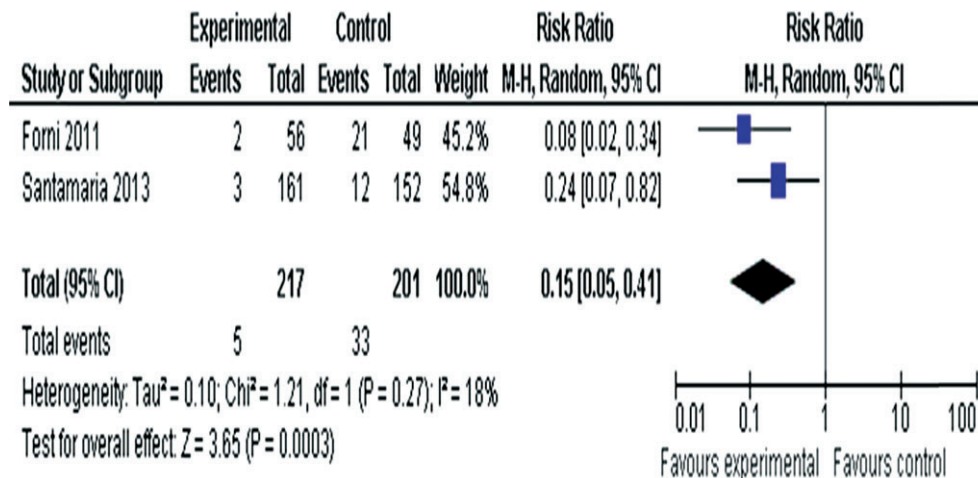 Experimental Control Risk Ratio Risk Ratio
Study or Subgroup Events Total Events Total Weight M-H, Random, 95% CI M-H, Random, 95% CI
Forni 2011 2 56 21 49 45.2% 0.08 [0.02, 0.34]
Santamaria 2013 3 161 12 152 54.8% 0.24 [0.07, 0.82]
Total (95% CI) 217 201 100.0% 0.15 [0.05, 0.41]
Total events 5 33
Heterogeneity: Tau² = 0.10; Chi² = 1.21, df = 1 (P = 0.27); I² = 18%
Test for overall effect: Z = 3.65 (P = 0.0003)
0.01 0.1 1 10 100
Favours experimental Favours control